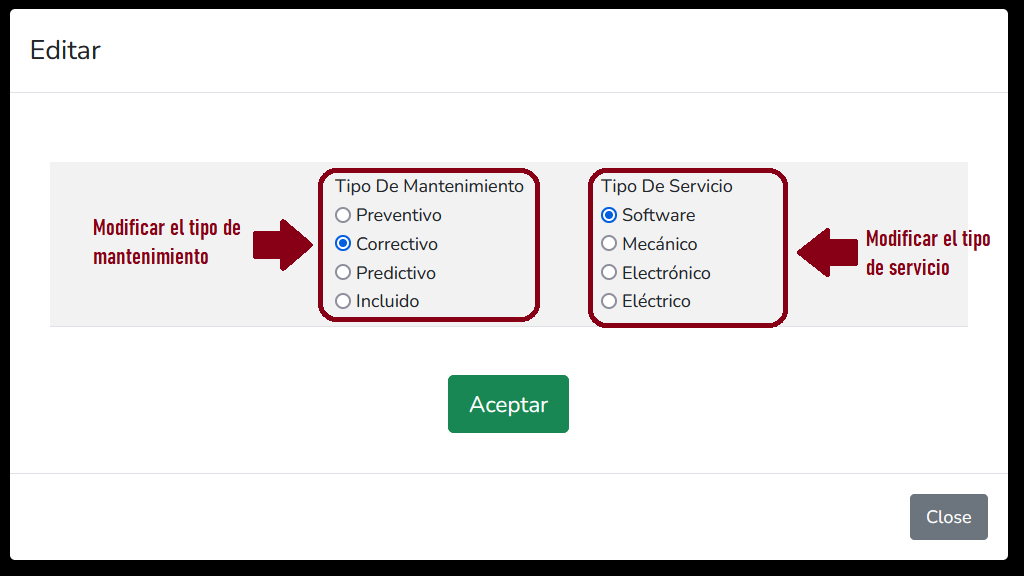 Editar
Modificar el tipo de
mantenimiento
Tipo De Mantenimiento
Preventivo
Correctivo
Predictivo
Incluido
Tipo De Servicio
Software
Mecánico
Electrónico
Eléctrico
Modificar el tipo
de servicio
Aceptar
Close